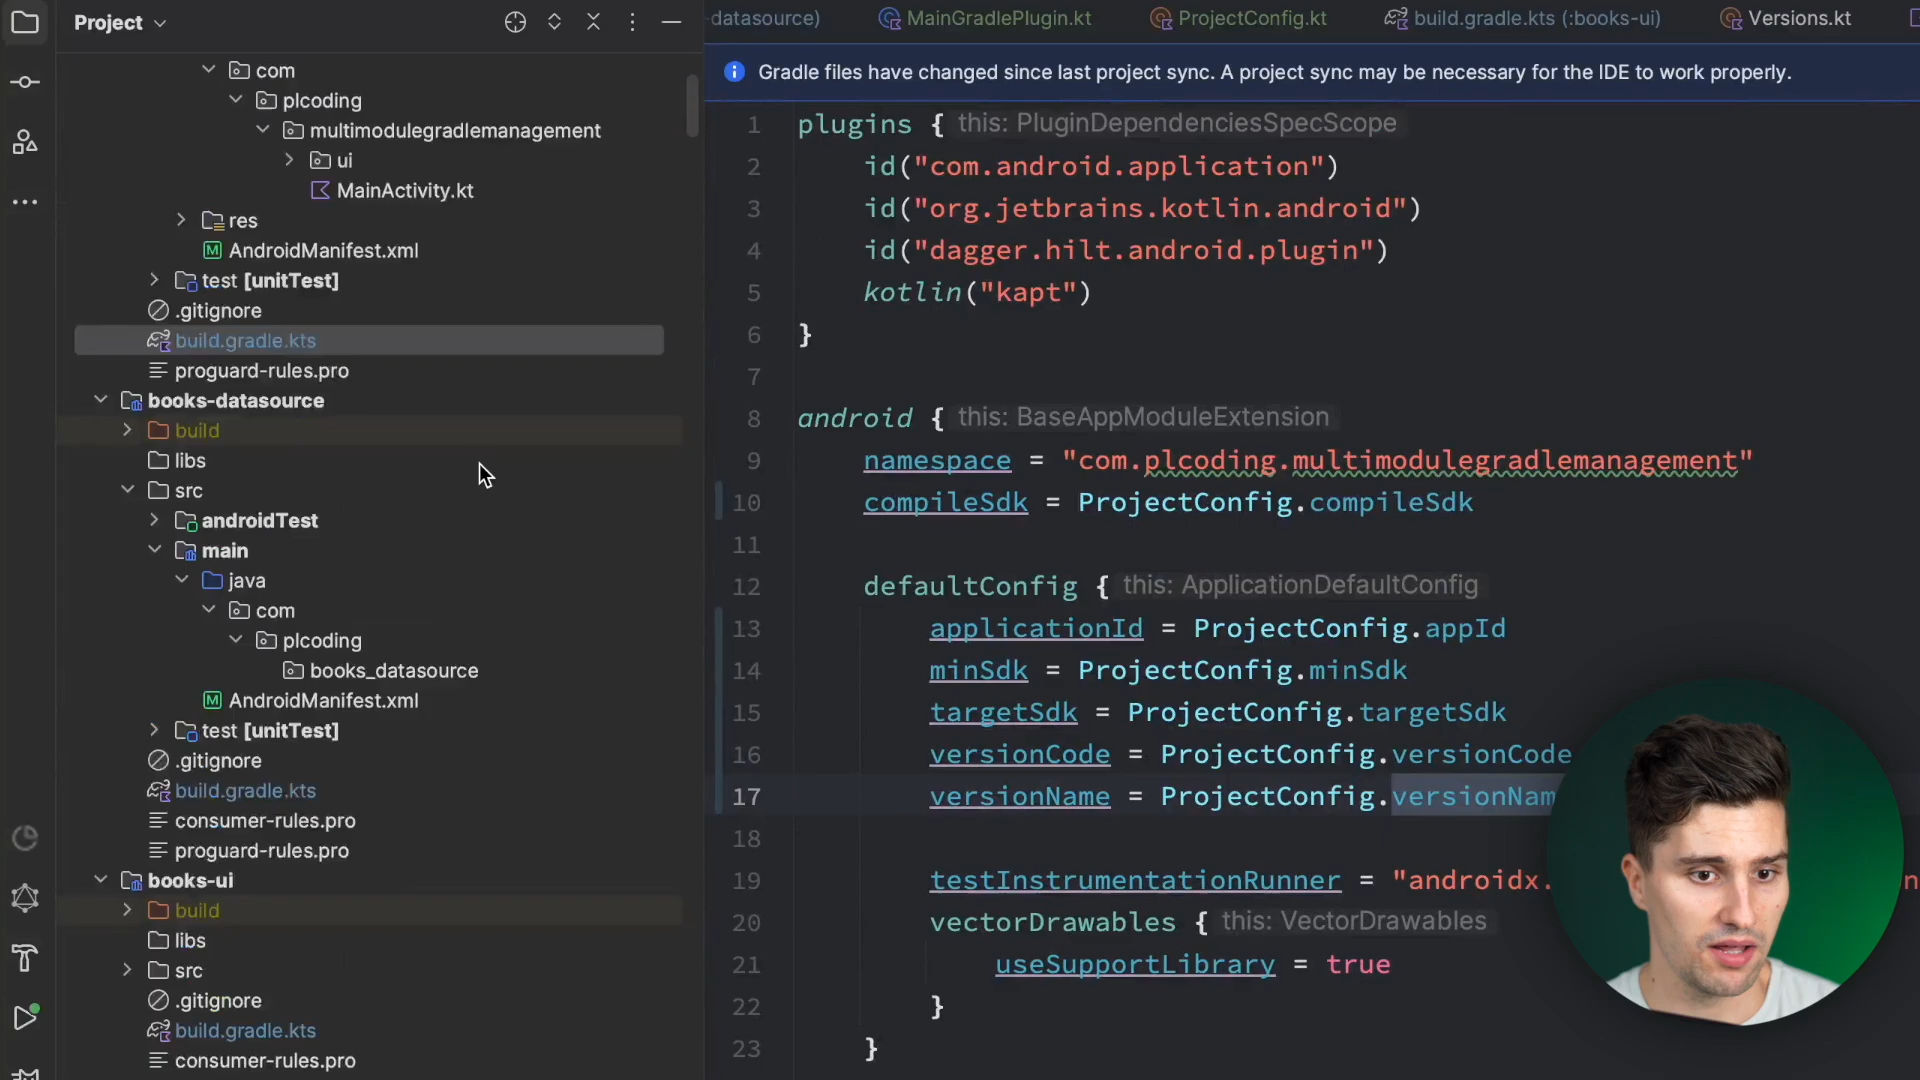 Project
datasource)
MainGradlePlugin.kt
ProjectConfig.kt
build.gradle.kts (:books-ui)
Versions.kt
Gradle files have changed since last project sync. A project sync may be necessary for the IDE to work properly.
com
plcoding
multimodulegradlemanagement
ui
MainActivity.kt
res
AndroidManifest.xml
test [unitTest]
.gitignore
build.gradle.kts
proguard-rules.pro
books-datasource
build
libs
src
androidTest
main
java
com
plcoding
books_datasource
AndroidManifest.xml
test [unitTest]
.gitignore
build.gradle.kts
consumer-rules.pro
proguard-rules.pro
books-ui
build
libs
src
.gitignore
build.gradle.kts
consumer-rules.pro
1 plugins { this: PluginDependenciesSpecScope
2 id("com.android.application")
3 id("org.jetbrains.kotlin.android")
4 id("dagger.hilt.android.plugin")
5 kotlin("kapt")
6 }
7
8 android { this: BaseAppModuleExtension
9 namespace = "com.plcoding.multimodulegradlemanagement"
10 compileSdk = ProjectConfig.compileSdk
11
12 defaultConfig { this: ApplicationDefaultConfig
13 applicationId = ProjectConfig.appId
14 minSdk = ProjectConfig.minSdk
15 targetSdk = ProjectConfig.targetSdk
16 versionCode = ProjectConfig.versionCode
17 versionName = ProjectConfig.versionNam
18
19 testInstrumentationRunner = "androidx.
20 vectorDrawables { this: VectorDrawables
21 useSupportLibrary = true
22 }
23 }